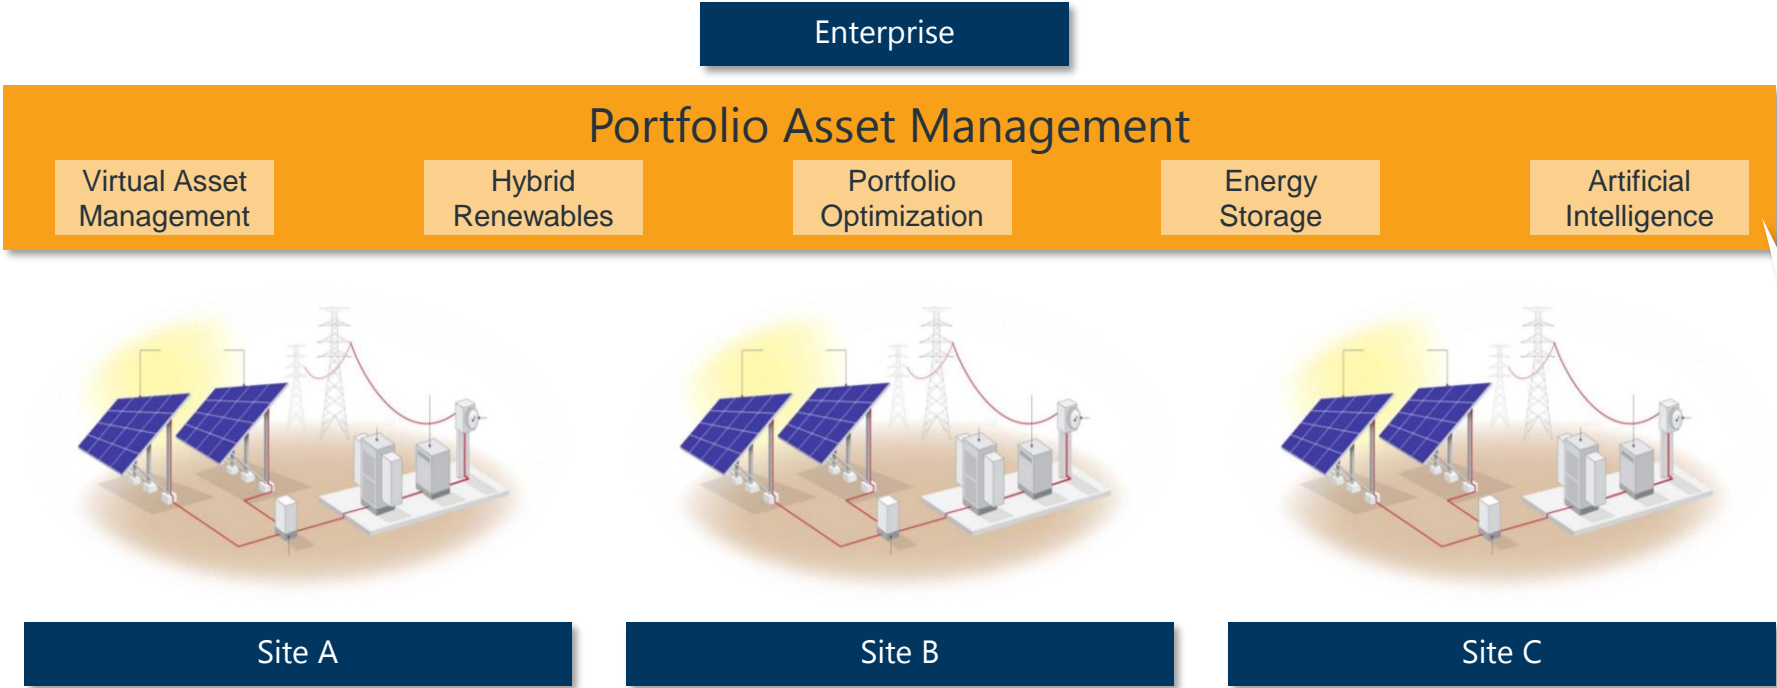 Enterprise
Portfolio Asset Management
Virtual Asset
Management
Hybrid
Renewables
Portfolio
Optimization
Energy
Storage
Artificial
Intelligence
Site A
Site B
Site C